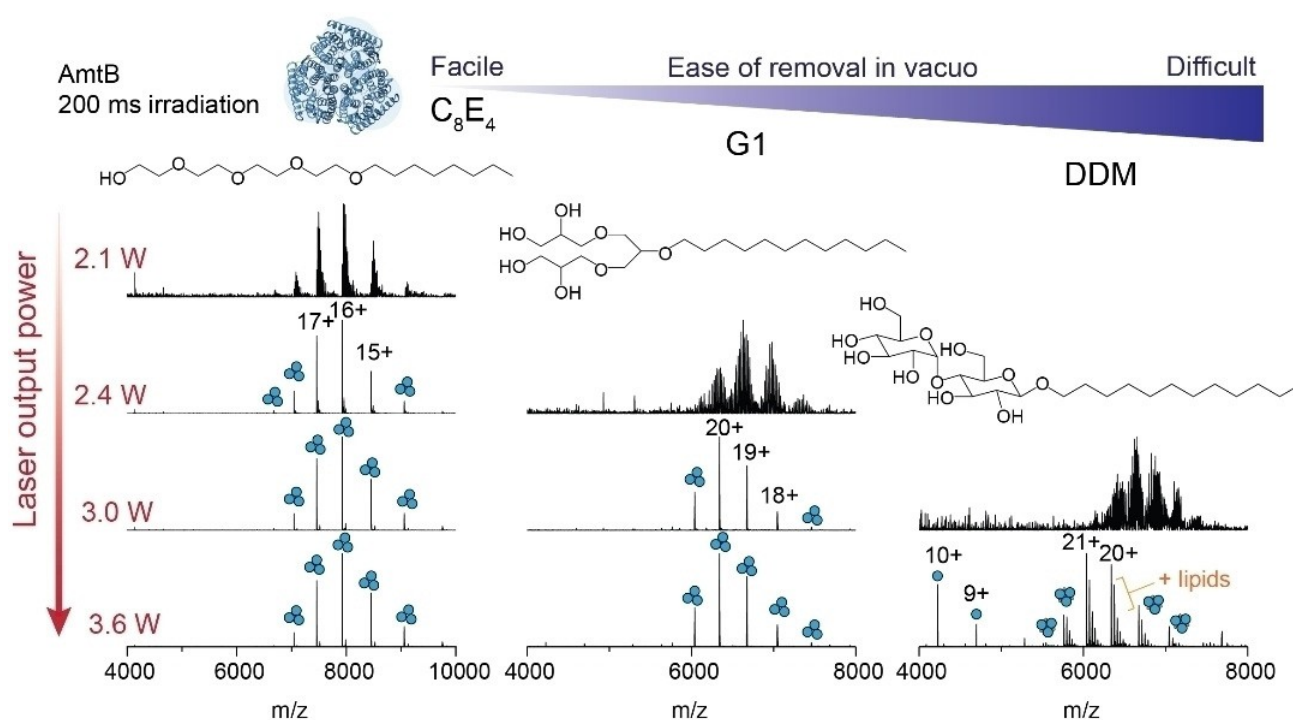 AmtB
200 ms irradiation
Facile
Ease of removal in vacuo
Difficult
C₈E₄
G1
DDM
HO
O
O
O
O
OH
HO
O
O
HO
O
OH
HO
HO
O
HO
HO
O
HO
O
O
O
HO
OH
Laser output power
2.1 W
2.4 W
3.0 W
3.6 W
17+
16+
15+
20+
19+
18+
10+
9+
21+
20+
+ lipids
4000
6000
8000
10000
4000
6000
8000
4000
6000
8000
m/z
m/z
m/z